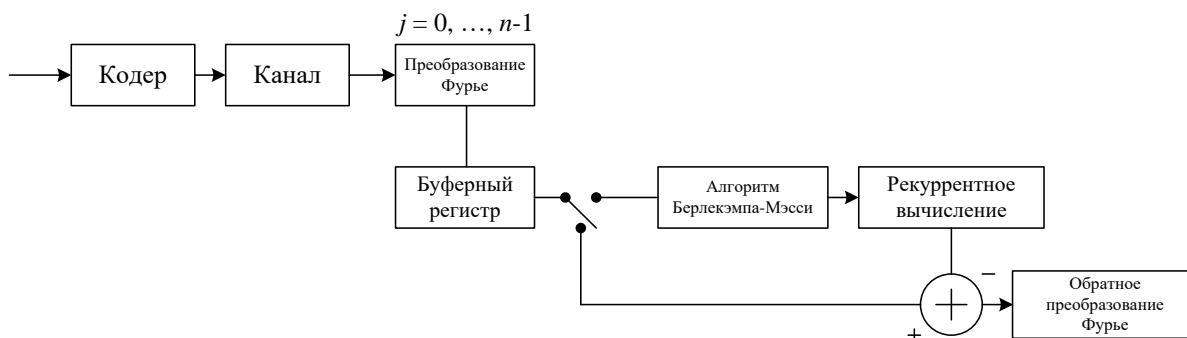 j = 0, …, n-1
Кодер
Канал
Преобразование
Фурье
Буферный
регистр
Алгоритм
Берлекэмпа-Мэсси
Рекуррентное
вычисление
−
+
Обратное
преобразование
Фурье